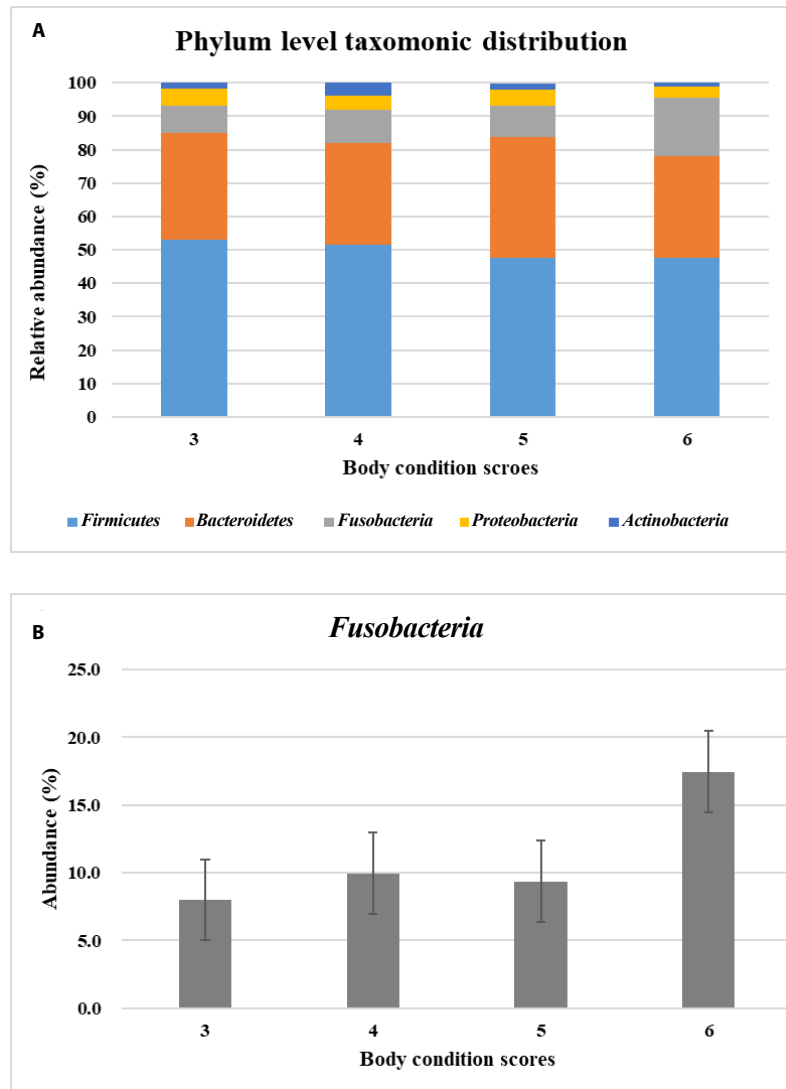 A
Phylum level taxomonic distribution
100
90
80
70
60
50
40
30
20
10
0
Relative abundance (%)
3 4 5 6
Body condition scroes
Firmicutes Bacteroidetes Fusobacteria Proteobacteria Actinobacteria
B
Fusobacteria
25.0
20.0
15.0
10.0
5.0
0.0
Abundance (%)
3 4 5 6
Body condition scores